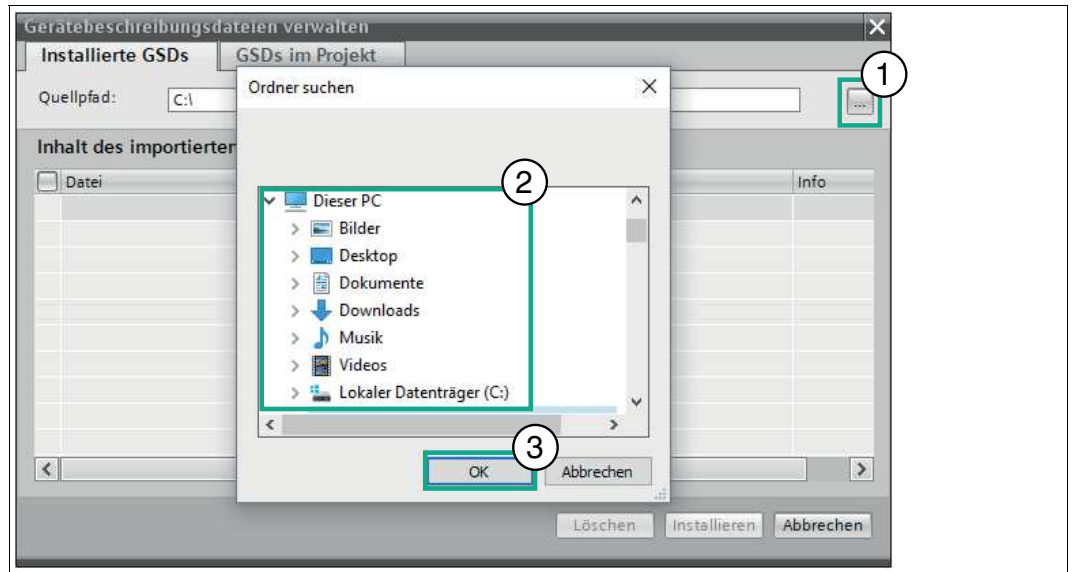 Gerätebeschreibungsdateien verwalten
Installierte GSDs GSDs im Projekt
1
Ordner suchen
Quellpfad: C:\ ...
Inhalt des importierter
2
Datei Info
Dieser PC
Bilder
Desktop
Dokumente
Downloads
Musik
Videos
Lokaler Datenträger (C:)
3
OK Abbrechen
Löschen Installieren Abbrechen